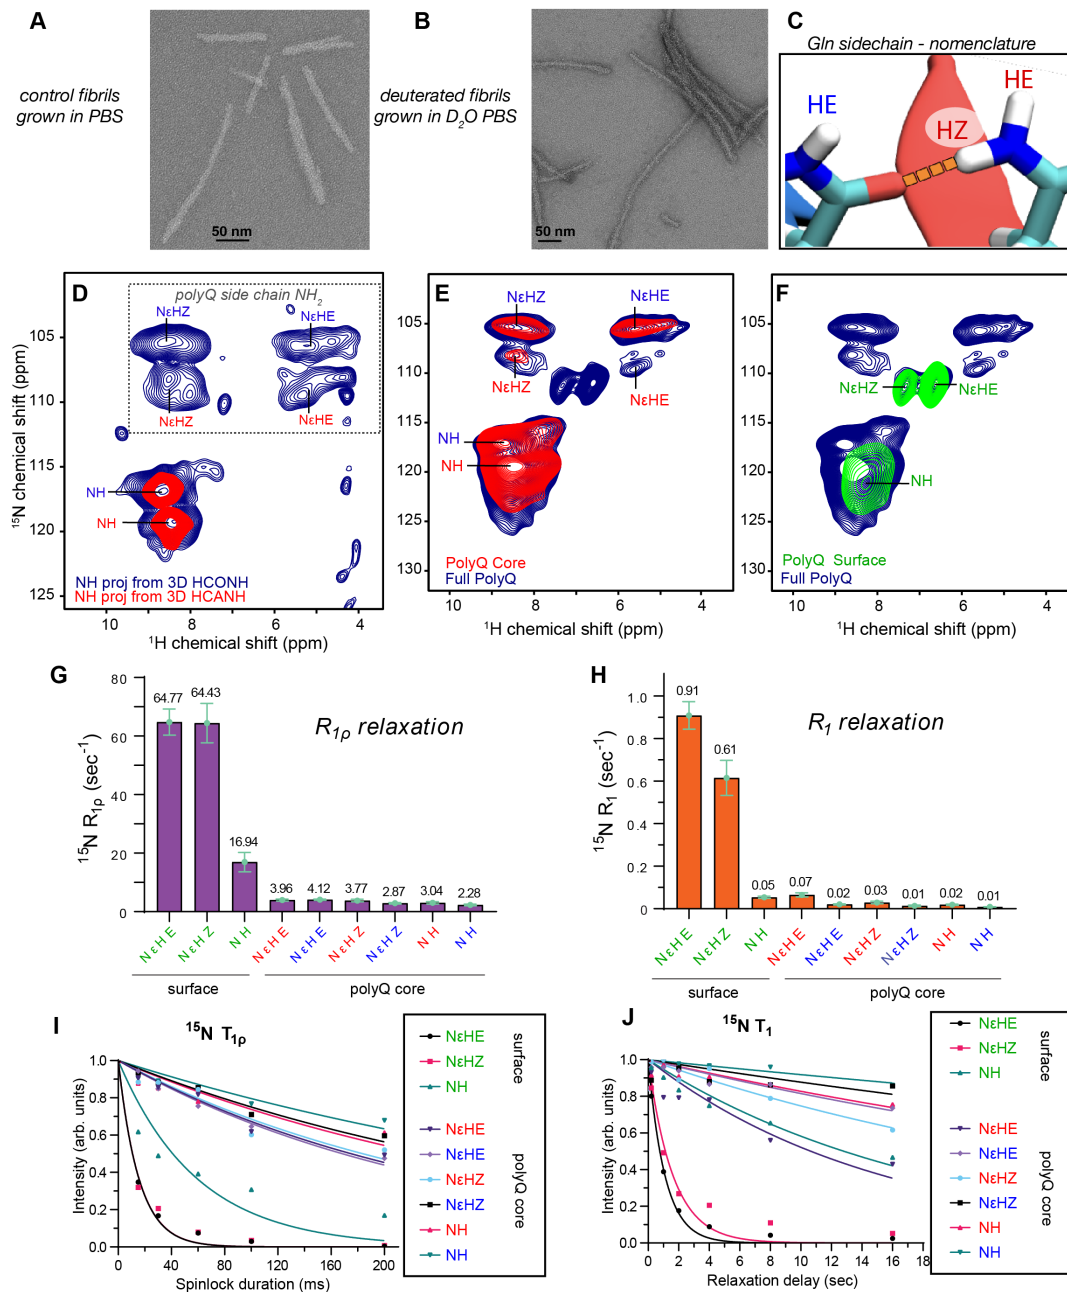 A
control fibrils
grown in PBS
50 nm
B
deuterated fibrils
grown in D2O PBS
50 nm
C
Gln sidechain - nomenclature
HE
HZ
HE
D
polyQ side chain NH2
NεHZ
NεHE
NεHZ
NεHE
NH
NH
NH proj from 3D HCONH
NH proj from 3D HCANH
105
110
115
120
125
15N chemical shift (ppm)
10
8
6
4
1H chemical shift (ppm)
E
NεHZ
NεHE
NεHZ
NεHE
NH
NH
PolyQ Core
Full PolyQ
105
110
115
120
125
130
10
8
6
4
1H chemical shift (ppm)
F
NεHZ
NεHE
NH
PolyQ Surface
Full PolyQ
10
8
6
4
1H chemical shift (ppm)
G
R1ρ relaxation
15N R1ρ (sec-1)
80
60
40
20
0
64.77
64.43
16.94
3.96
4.12
3.77
2.87
3.04
2.28
NεHE
NεHZ
NH
NεHE
NεHE
NεHZ
NεHZ
NH
NH
surface
polyQ core
H
R1 relaxation
15N R1 (sec-1)
1.0
0.8
0.6
0.4
0.2
0
0.91
0.61
0.05
0.07
0.02
0.03
0.01
0.02
0.01
NεHE
NεHZ
NH
NεHE
NεHE
NεHZ
NεHZ
NH
NH
surface
polyQ core
I
15N T1ρ
Intensity (arb. units)
1.0
0.8
0.6
0.4
0.2
0.0
0
40
80
120
160
200
Spinlock duration (ms)
NεHE
NεHZ
NH
surface
NεHE
NεHE
NεHZ
NεHZ
NH
NH
polyQ core
J
15N T1
Intensity (arb. units)
1.0
0.8
0.6
0.4
0.2
0.0
0
2
4
6
8
10
12
14
16
18
Relaxation delay (sec)
NεHE
NεHZ
NH
surface
NεHE
NεHE
NεHZ
NεHZ
NH
NH
polyQ core